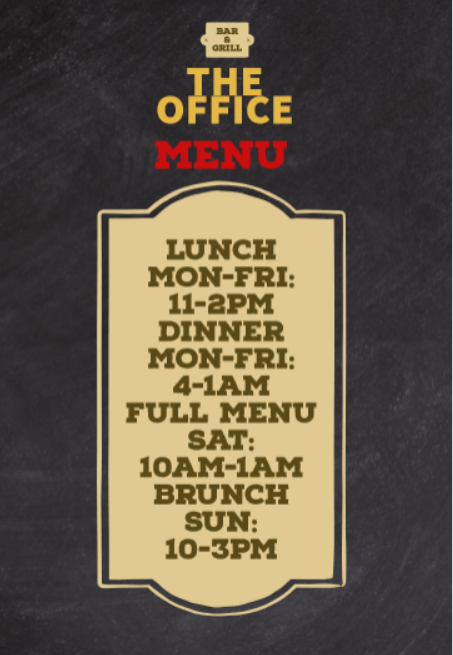 BAR
&
GRILL
THE
OFFICE
MENU
LUNCH
MON-FRI:
11-2PM
DINNER
MON-FRI:
4-1AM
FULL MENU
SAT:
10AM-1AM
BRUNCH
SUN:
10-3PM